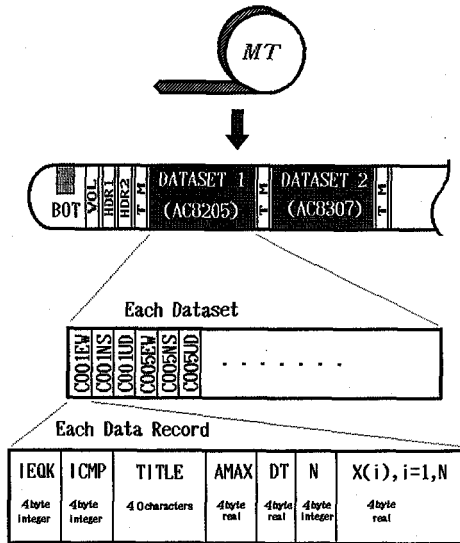 MT
BOT VOL HDR1 HDR2 TM DATASET 1 TM DATASET 2 TM
(AC8205) (AC8307)
Each Dataset
C001EW C001NS C001UD C005EW C005NS C005UD . . . . . . .
Each Data Record
IEQK ICMP TITLE AMAX DT N X(i),i=1,N
4byte 4byte 40characters 4byte 4byte 4byte 4byte
integer integer real real integer real